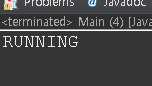 Problems @ Javadoc
<terminated> Main (4) [Java
RUNNING